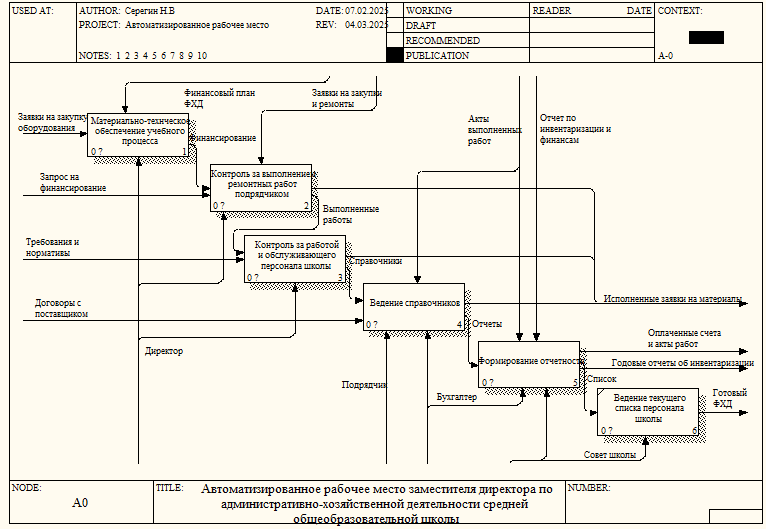 USED AT:
AUTHOR: Серегин Н.В
DATE: 07.02.2025
WORKING
READER
DATE
CONTEXT:
PROJECT: Автоматизированное рабочее место
REV: 04.03.2025
DRAFT
RECOMMENDED
NOTES: 1 2 3 4 5 6 7 8 9 10
PUBLICATION
A-0
Финансовый план
ФХД
Заявки на закупки
и ремонты
Заявки на закупку
оборудования
Материально-техническое
обеспечение учебного
процесса
0 ?
1
Финансирование
Акты
выполненных
работ
Отчет по
инвентаризации и
финансам
Запрос на
финансирование
Контроль за выполнением
ремонтных работ
подрядчиком
0 ?
2
Выполненные
работы
Требования и
нормативы
Контроль за работой
и обслуживающего
персонала школы
0 ?
3
Справочники
Договоры с
поставщиком
Ведение справочников
0 ?
4
Исполненные заявки на материалы
Отчеты
Оплаченные счета
и акты работ
Директор
Формирование отчетности
0 ?
5
Годовые отчеты об инвентаризации
Подрядчик
Бухгалтер
Список
Ведение текущего
списка персонала
школы
0 ?
6
Готовый
ФХД
Совет школы
NODE:
A0
TITLE:
Автоматизированное рабочее место заместителя директора по
административно-хозяйственной деятельности средней
общеобразовательной школы
NUMBER: